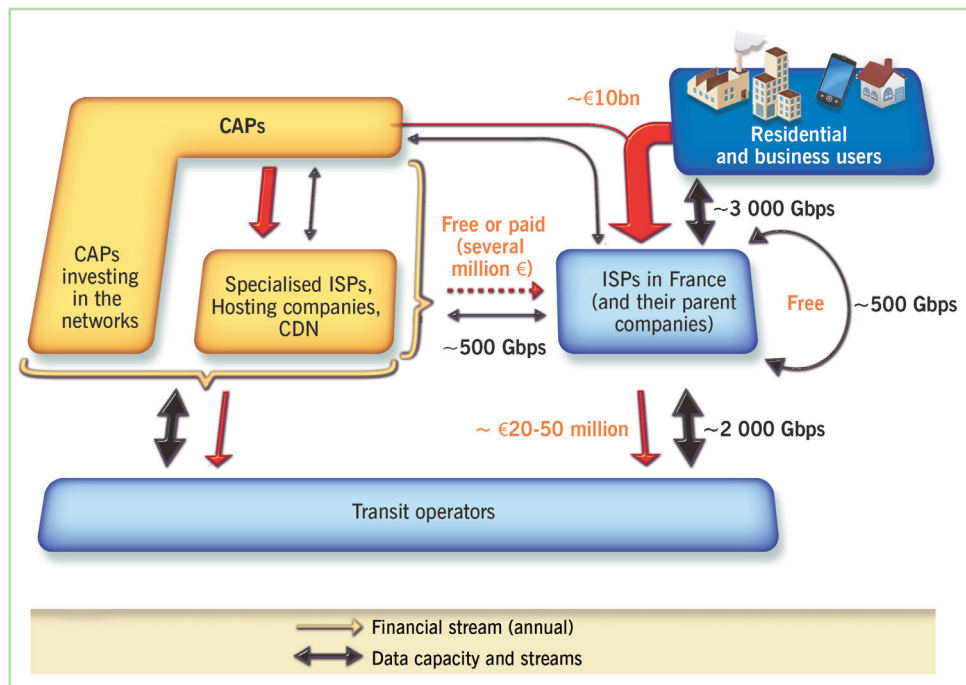 ~€10bn
CAPs
Residential
and business users
~3 000 Gbps
Free or paid
(several
million €)
CAPs
investing
in the
networks
Specialised ISPs,
Hosting companies,
CDN
ISPs in France
(and their parent
companies)
Free
~500 Gbps
~500 Gbps
~ €20-50 million
~2 000 Gbps
Transit operators
Financial stream (annual)
Data capacity and streams